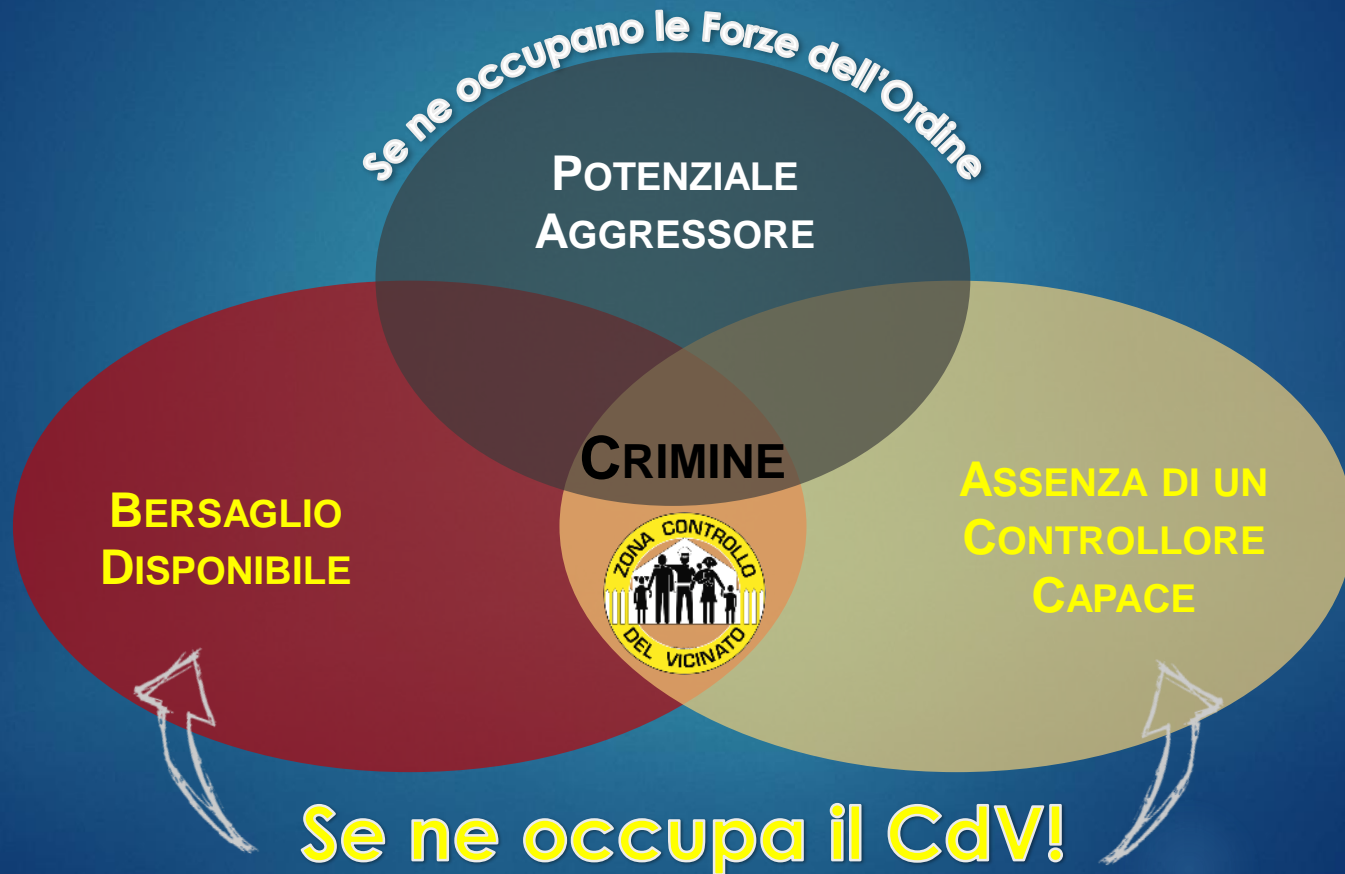 Se ne occupano le Forze dell'Ordine
POTENZIALE
AGGRESSORE
CRIMINE
BERSAGLIO
DISPONIBILE
ASSENZA DI UN
CONTROLLORE
CAPACE
ZONA CONTROLLO
DEL VICINATO
Se ne occupa il CdV!